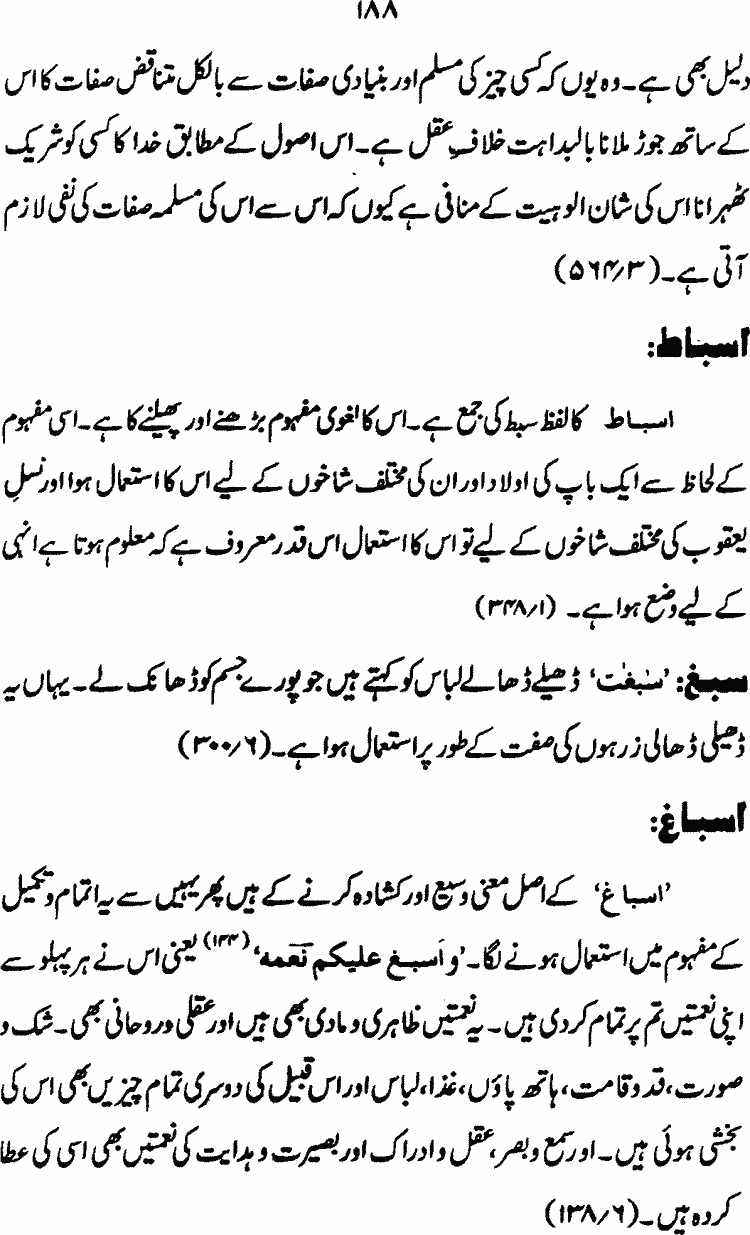 ۱۸۸
دلیل بھی ہے۔ وہ یوں کہ کسی چیز کی مسلم اور بنیادی صفات سے بالکل متناقض صفات کا اس
کے ساتھ جوڑ ملانا بالبداہت خلافِ عقل ہے۔ اس اصول کے مطابق خدا کا کسی کو شریک
ٹھہرانا اس کی شان الوہیت کے منافی ہے کیوں کہ اس سے اس کی مسلمہ صفات کی نفی لازم
آتی ہے۔ (۳/۵۶۴)
اسباط:
اسباط کا لفظ سبط کی جمع ہے۔ اس کا لغوی مفہوم بڑھنے اور پھیلنے کا ہے۔ اسی مفہوم
کے لحاظ سے ایک باپ کی اولاد اور ان کی مختلف شاخوں کے لیے اس کا استعمال ہوا اور نسلِ
یعقوب کی مختلف شاخوں کے لیے تو اس کا استعمال اس قدر معروف ہے کہ معلوم ہوتا ہے انہی
کے لیے وضع ہوا ہے۔ (۱/۳۴۸)
سبغ: ’سٰبغٰت‘ ڈھیلے ڈھالے لباس کو کہتے ہیں جو پورے جسم کو ڈھانک لے۔ یہاں یہ
ڈھیلی ڈھالی زرہوں کی صفت کے طور پر استعمال ہوا ہے۔ (۶/۳۰۰)
اسباغ:
’اسباغ‘ کے اصل معنی وسیع اور کشادہ کرنے کے ہیں پھر یہیں سے یہ اتمام و تکمیل
کے مفہوم میں استعمال ہونے لگا۔ ’و اَسبغ علیکم نعمہ‘ (۱۴۴) یعنی اس نے ہر پہلو سے
اپنی نعمتیں تم پر تمام کر دی ہیں۔ یہ نعمتیں ظاہری و مادی بھی ہیں اور عقلی و روحانی بھی۔ شک و
صورت، قد و قامت، ہاتھ پاؤں، غذا، لباس اور اس قبیل کی دوسری تمام چیزیں بھی اس کی
بخشی ہوئی ہیں۔ اور سمع و بصر، عقل و ادراک اور بصیرت و ہدایت کی نعمتیں بھی اسی کی عطا
کردہ ہیں۔ (۶/۱۳۸)